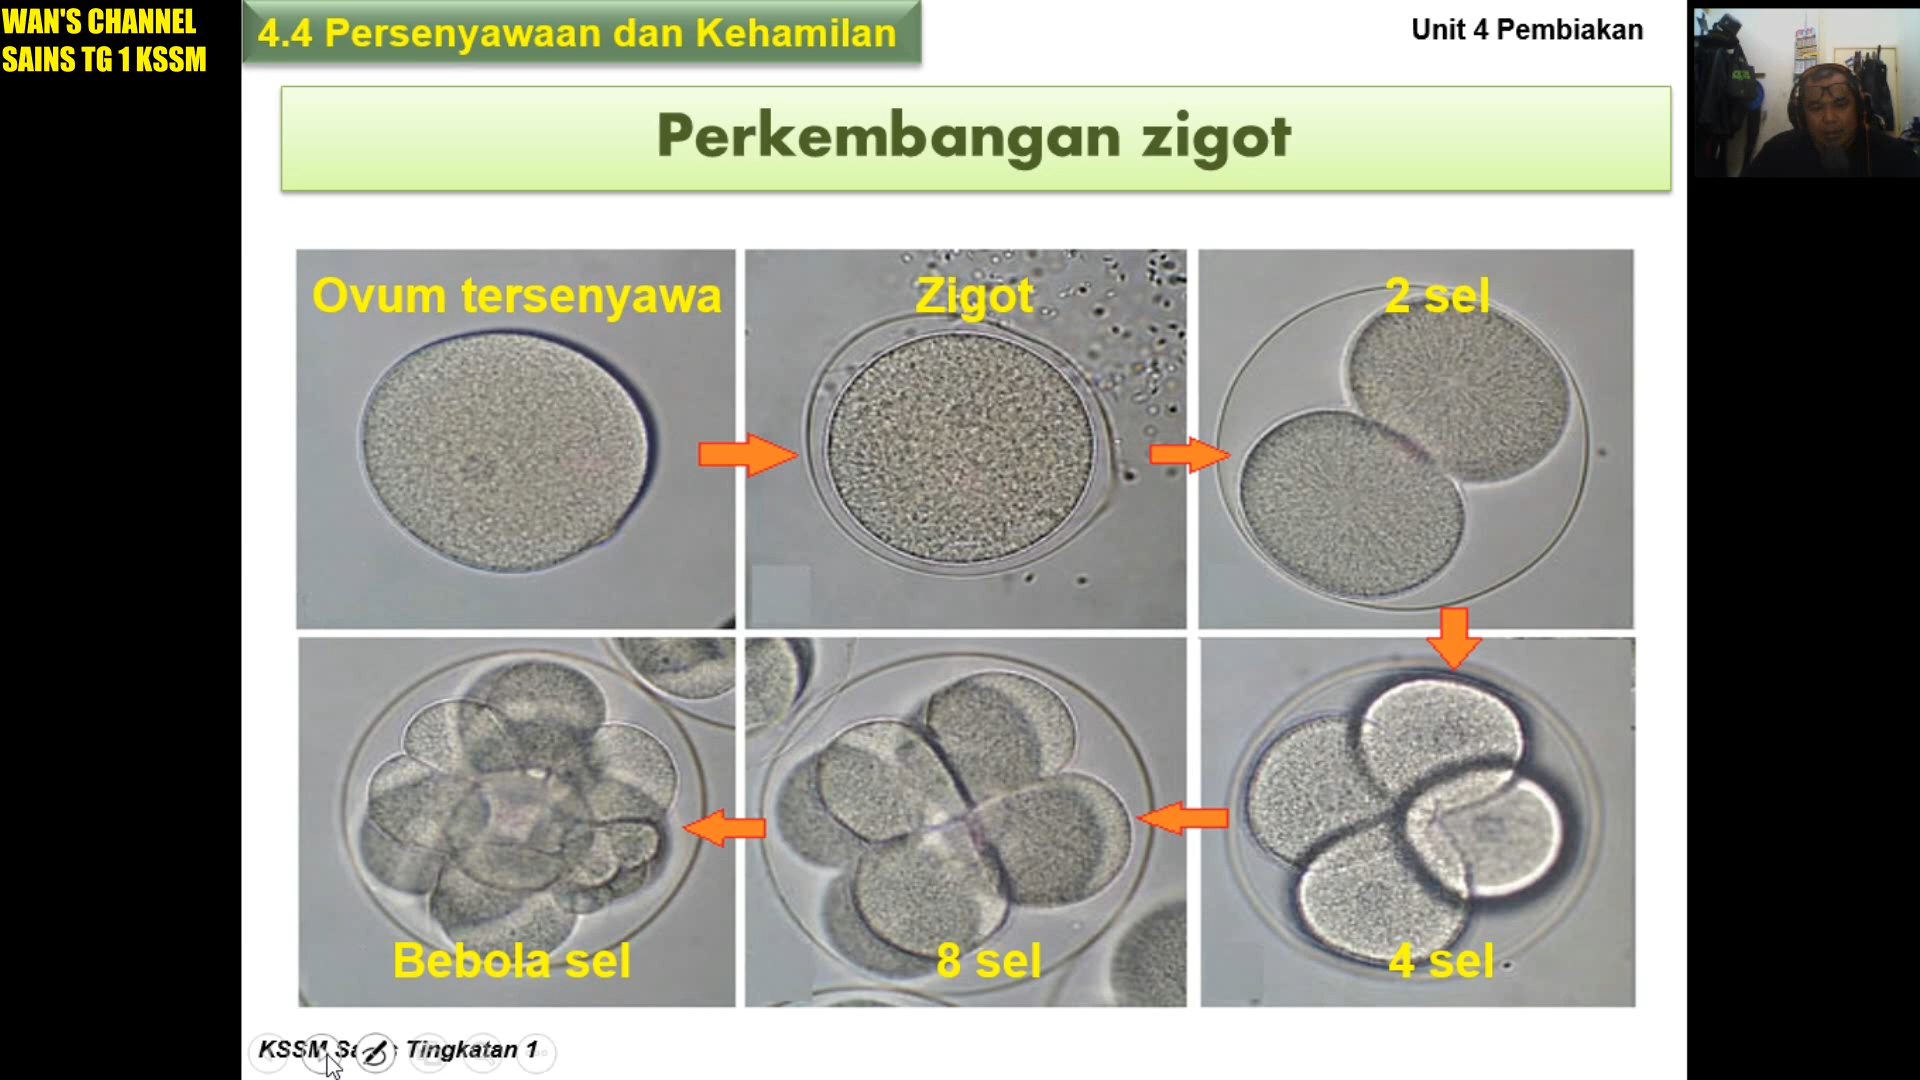 WAN'S CHANNEL
SAINS TG 1 KSSM
4.4 Persenyawaan dan Kehamilan
Unit 4 Pembiakan
Perkembangan zigot
Ovum tersenyawa
Zigot
2 sel
Bebola sel
8 sel
4 sel
KSSM Tingkatan 1